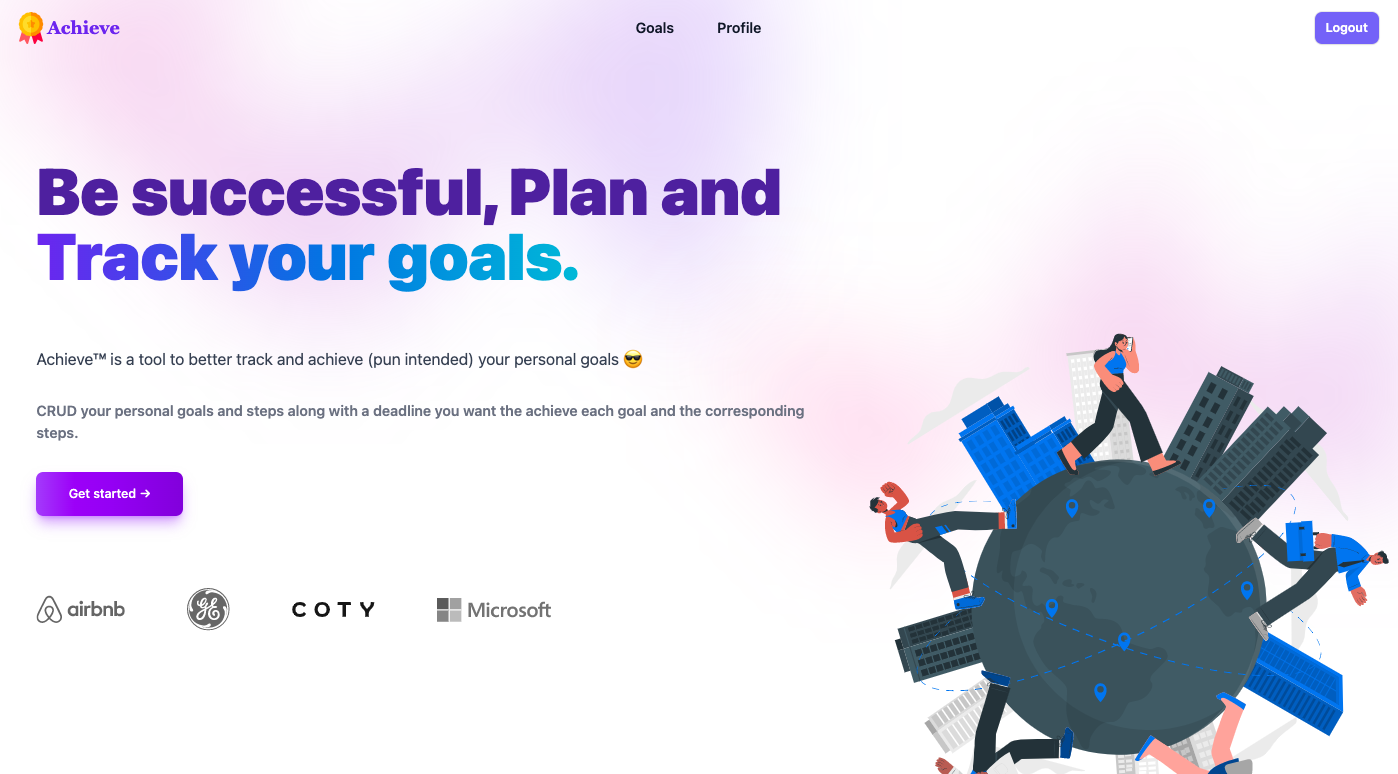 Achieve
Goals
Profile
Logout
Be successful, Plan and
Track your goals.
Achieve™ is a tool to better track and achieve (pun intended) your personal goals 😎
CRUD your personal goals and steps along with a deadline you want the achieve each goal and the corresponding
steps.
Get started →
airbnb
GE
COTY
Microsoft